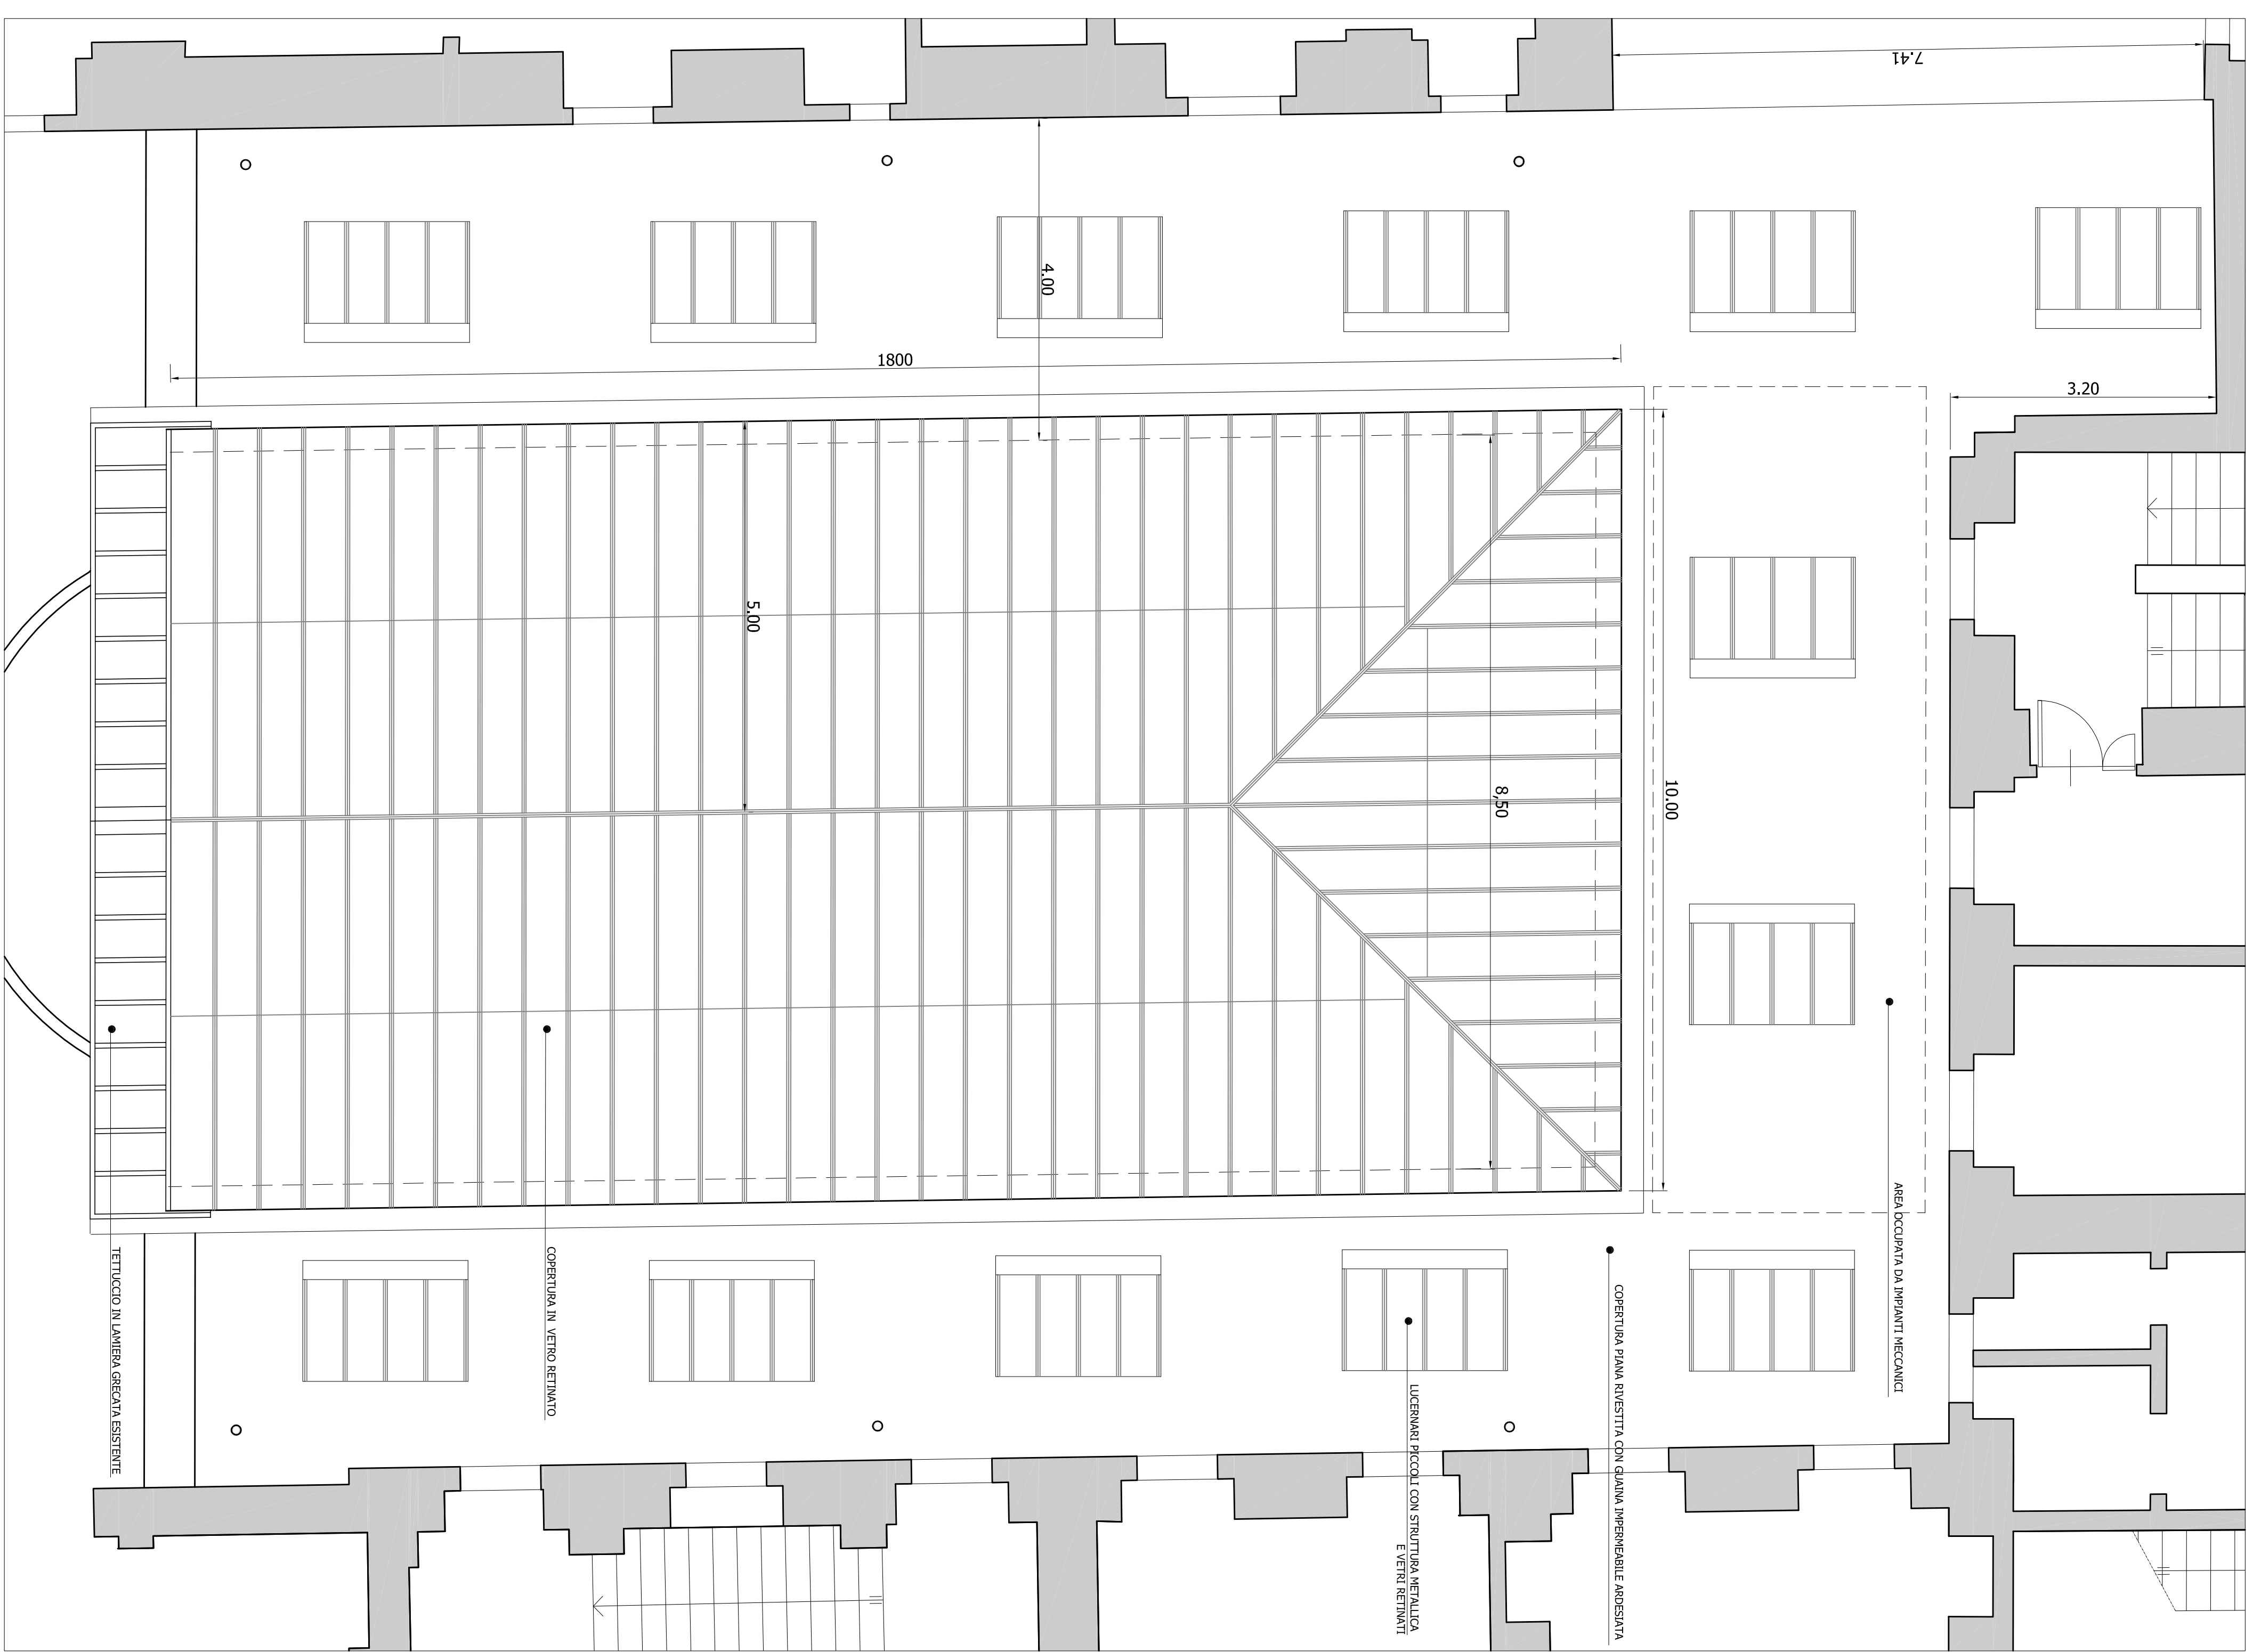 7.41
4.00
1800
3.20
5.00
8,50
10.00
TETTUCCIO IN LAMIERA GRECATA ESISTENTE
COPERTURA IN VETRO RETINATO
LUCERNARI PICCOLI CON STRUTTURA METALLICA
E VETRI RETINATI
COPERTURA PIANA RIVESTITA CON GUAINA IMPERMEABILE ARDESIATA
AREA OCCUPATA DA IMPIANTI MECCANICI